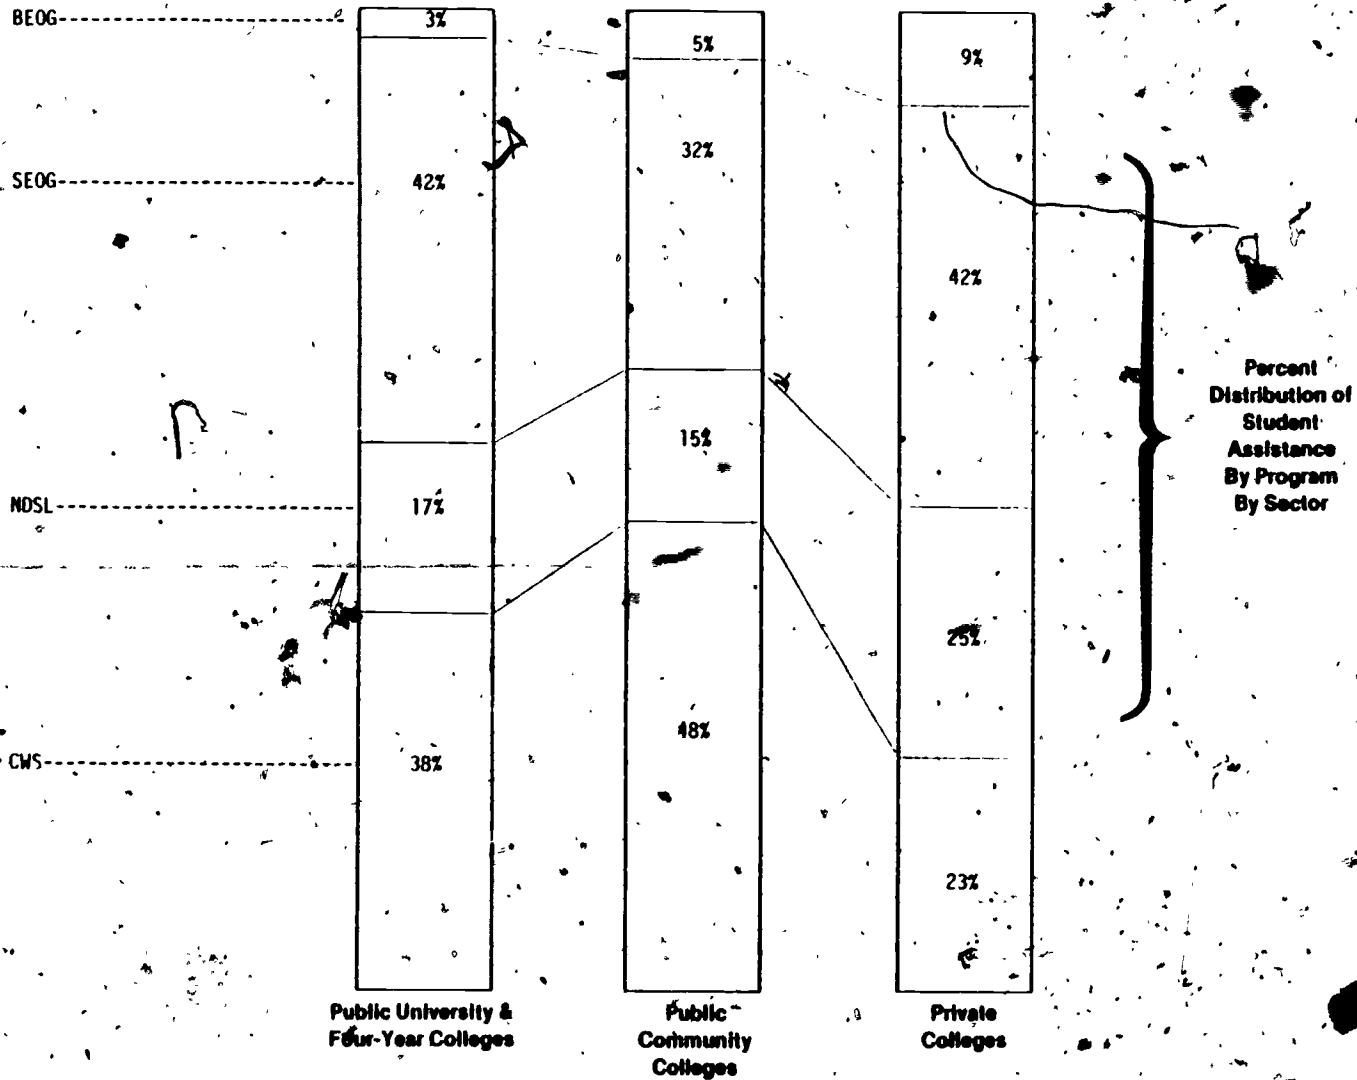 BEOG
3%
5%
9%
SEOG
42%
32%
42%
Percent
Distribution of
Student
Assistance
By Program
By Sector
NDSL
17%
15%
25%
CWS
38%
48%
23%
Public University &
Four-Year Colleges
Public
Community
Colleges
Private
Colleges